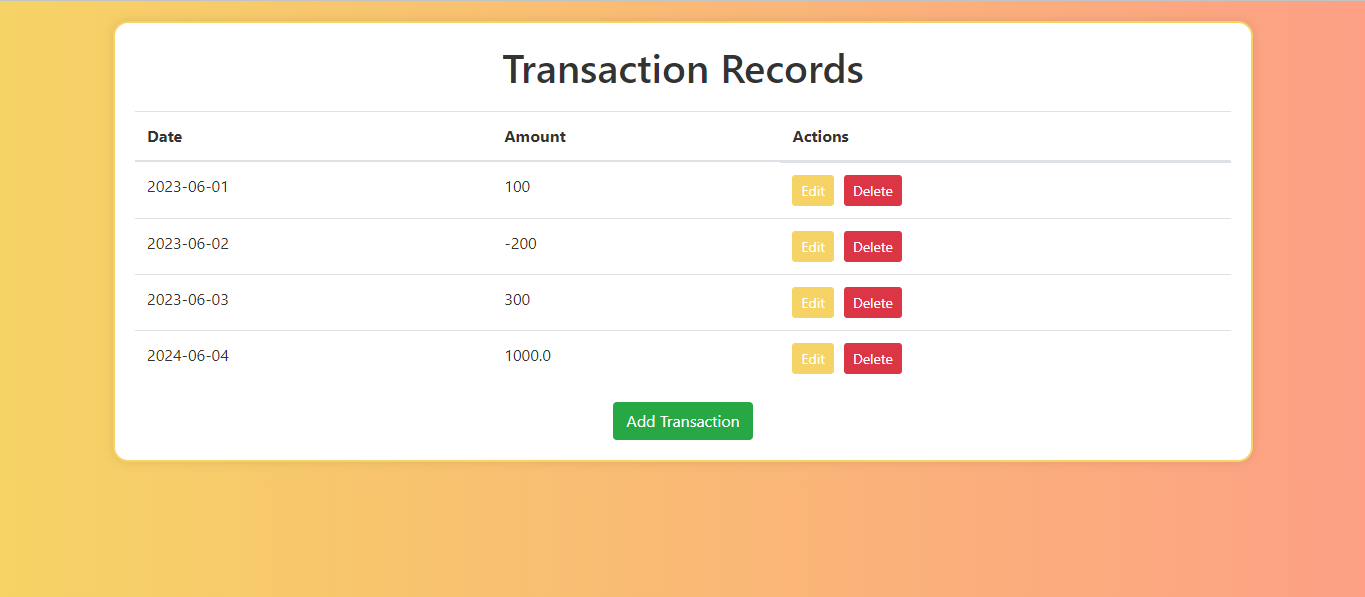 Transaction Records
Date Amount Actions
2023-06-01 100 Edit Delete
2023-06-02 -200 Edit Delete
2023-06-03 300 Edit Delete
2024-06-04 1000.0 Edit Delete
Add Transaction